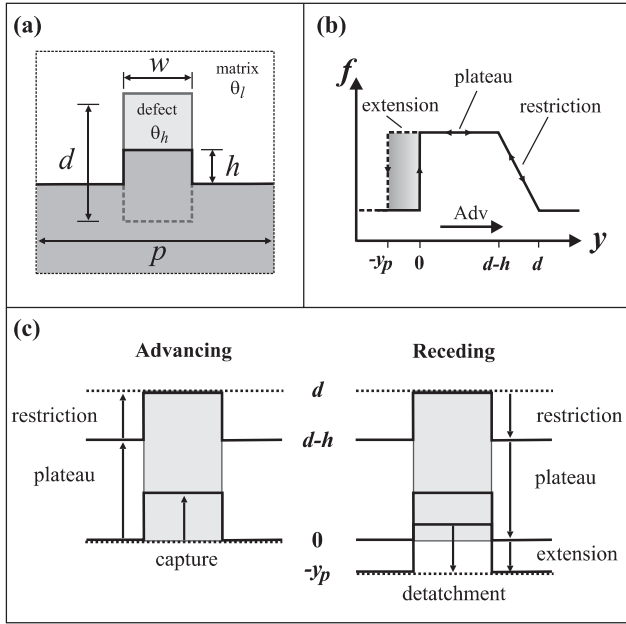 (a)
w
matrix
θl
defect
θh
d
h
p
(b)
f
plateau
extension
restriction
Adv
y
-yp
0
d-h
d
(c)
Advancing
Receding
d
restriction
restriction
d-h
plateau
plateau
0
capture
extension
-yp
detatchment